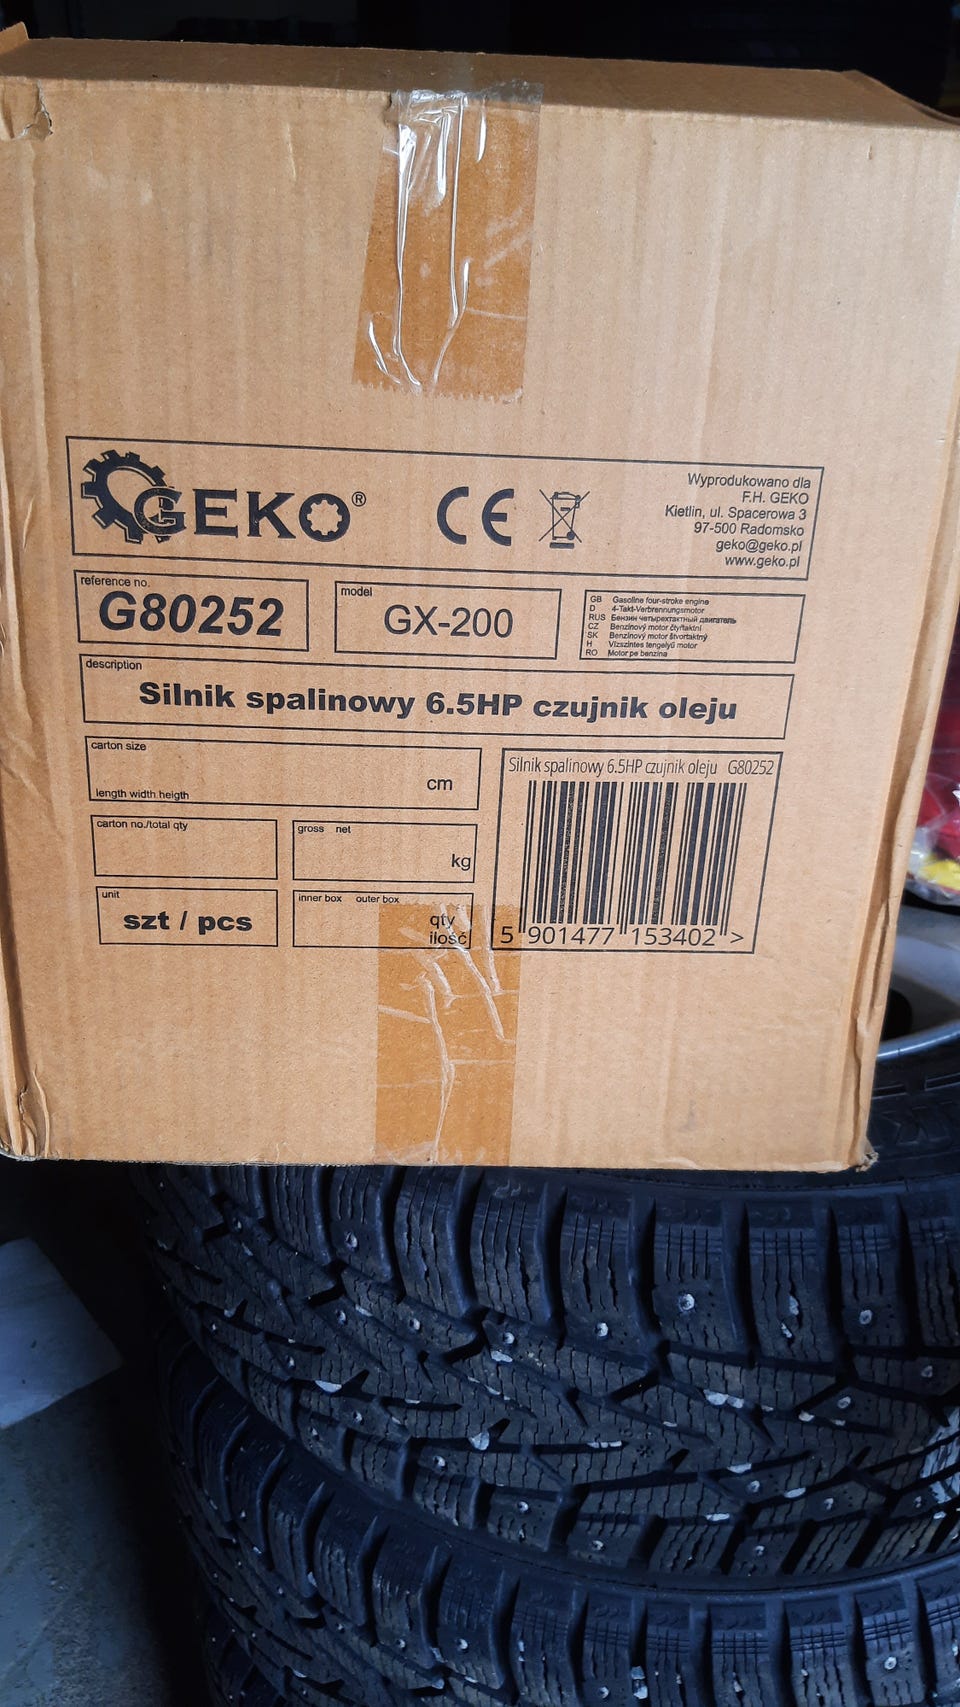 GEKO®
CE
Wyprodukowano dla
F.H. GEKO
Kietlin, ul. Spacerowa 3
97-500 Radomsko
geko@geko.pl
www.geko.pl
reference no.
G80252
model
GX-200
GB Gasoline four-stroke engine
D 4-Takt-Verbrennungsmotor
RUS Бензин четырехтактный двигатель
CZ Benzínový motor čtyřtaktní
SK Benzínový motor štvortaktný
H Vízszintes tengelyű motor
RO Motor pe benzina
description
Silnik spalinowy 6.5HP czujnik oleju
carton size
cm
length width heigth
Silnik spalinowy 6.5HP czujnik oleju G80252
carton no./total qty
gross net
kg
unit
szt / pcs
inner box outer box
qty
ilość
5 901477 153402 >